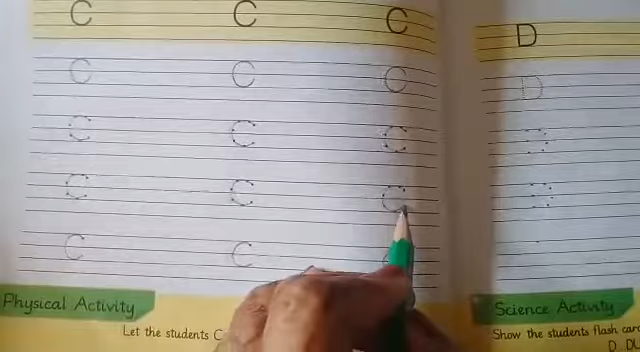 C C C D
C C C D
C C C
C C C
C C
Physical Activity
Let the students C
Science Activity
Show the students flash car
D D